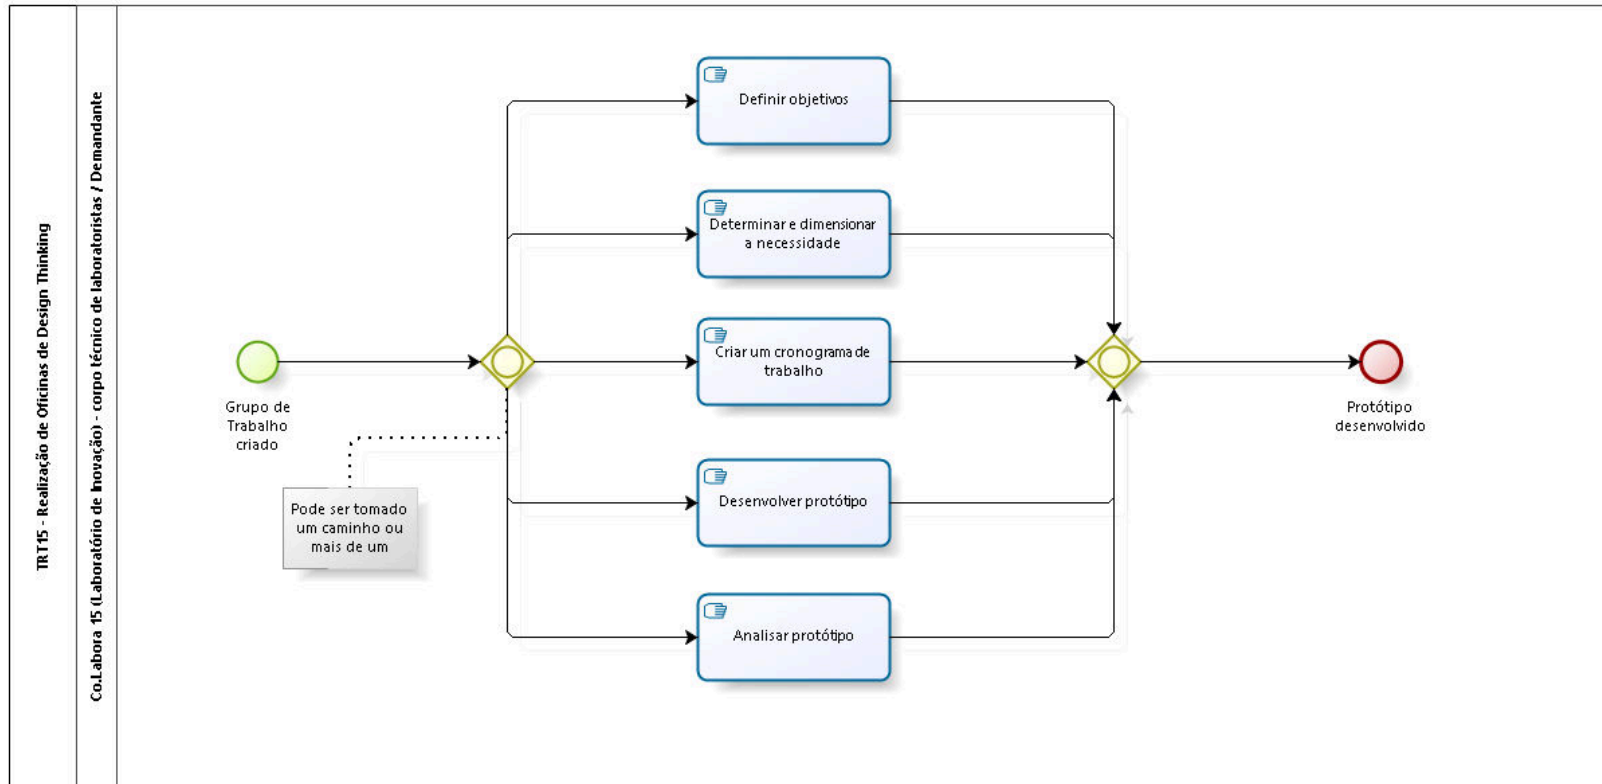 TRT15 - Realização de Oficinas de Design Thinking
Co.Labora 15 (Laboratório de Inovação) - corpo técnico de laboratoristas / Demandante
Grupo de
Trabalho
criado
Pode ser tomado
um caminho ou
mais de um
Definir objetivos
Determinar e dimensionar
a necessidade
Criar um cronograma de
trabalho
Desenvolver protótipo
Analisar protótipo
Protótipo
desenvolvido